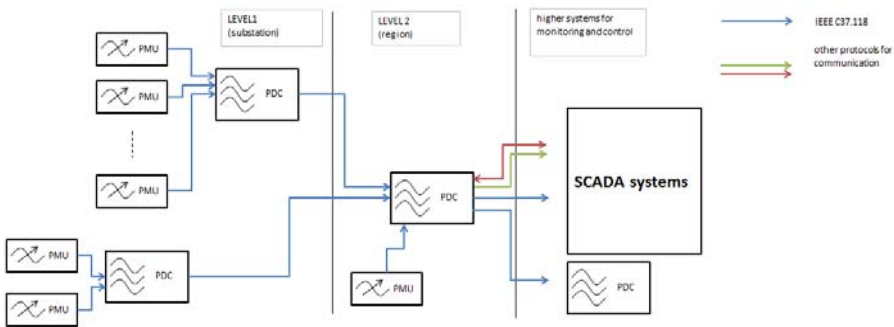 LEVEL1
(substation)
LEVEL 2
(region)
higher systems for
monitoring and control
IEEE C37.118
other protocols for
communication
PMU
PMU
PMU
PDC
PMU
PMU
PDC
PDC
PMU
SCADA systems
PDC